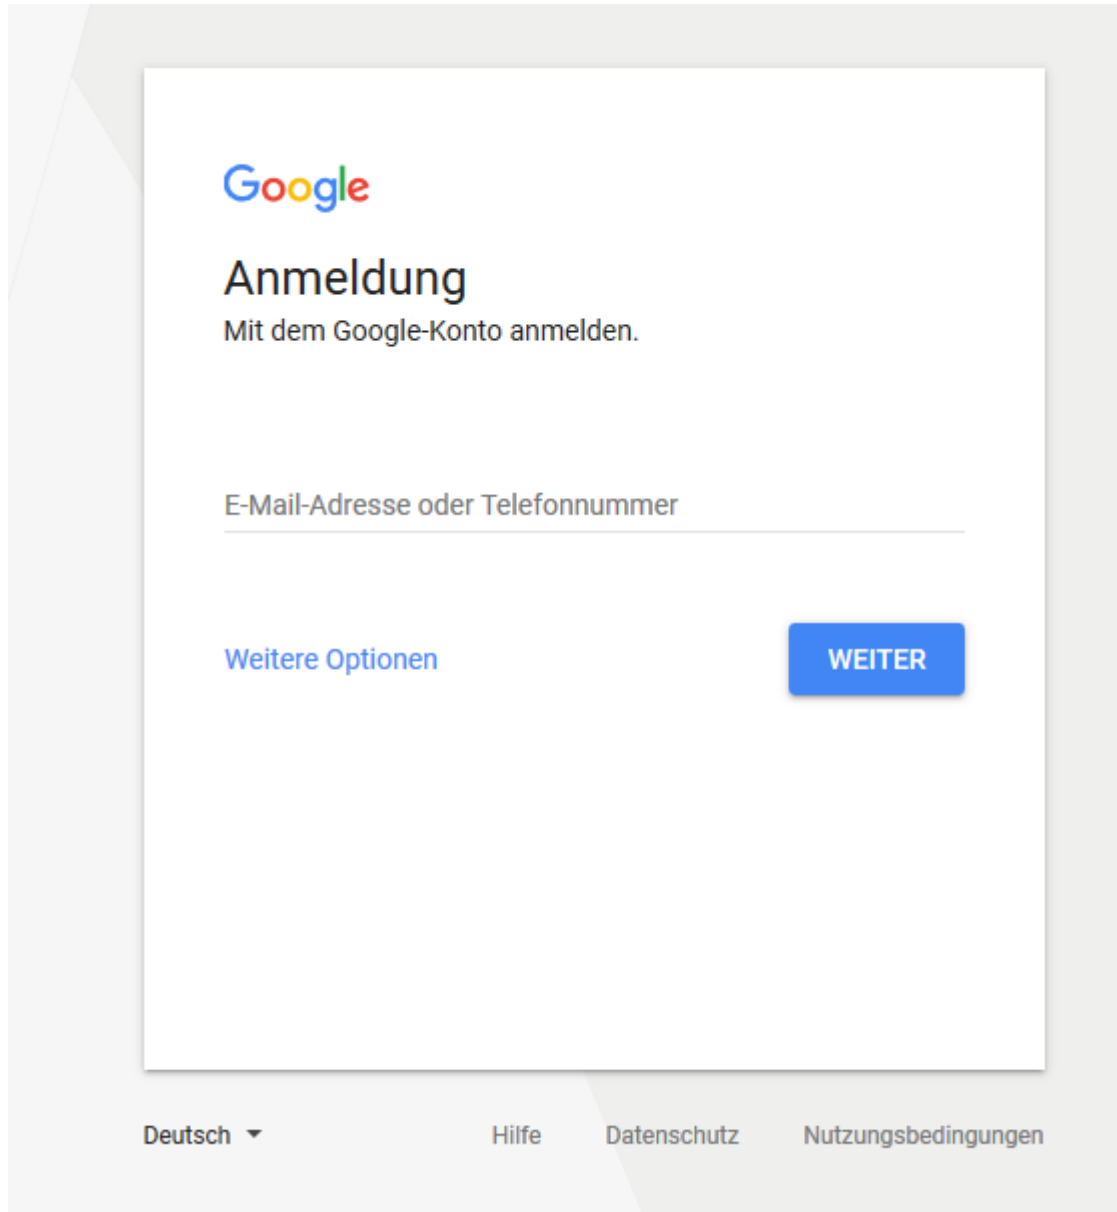 Google
Anmeldung
Mit dem Google-Konto anmelden.
E-Mail-Adresse oder Telefonnummer
Weitere Optionen
WEITER
Deutsch
Hilfe
Datenschutz
Nutzungsbedingungen